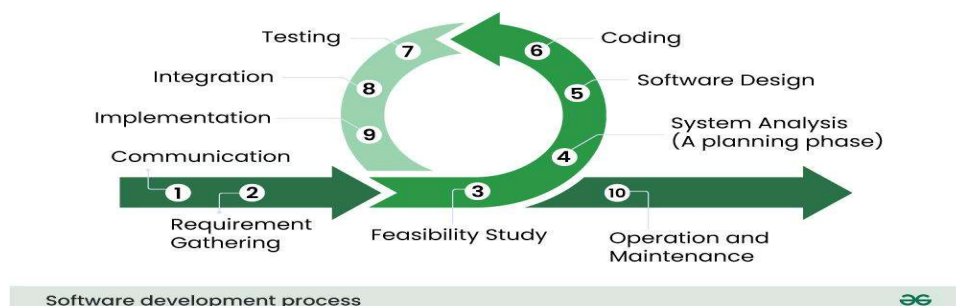 Testing
7
6
Coding
Integration
8
5
Software Design
Implementation
9
System Analysis
(A planning phase)
4
Communication
1
2
3
10
Requirement
Gathering
Feasibility Study
Operation and
Maintenance
Software development process